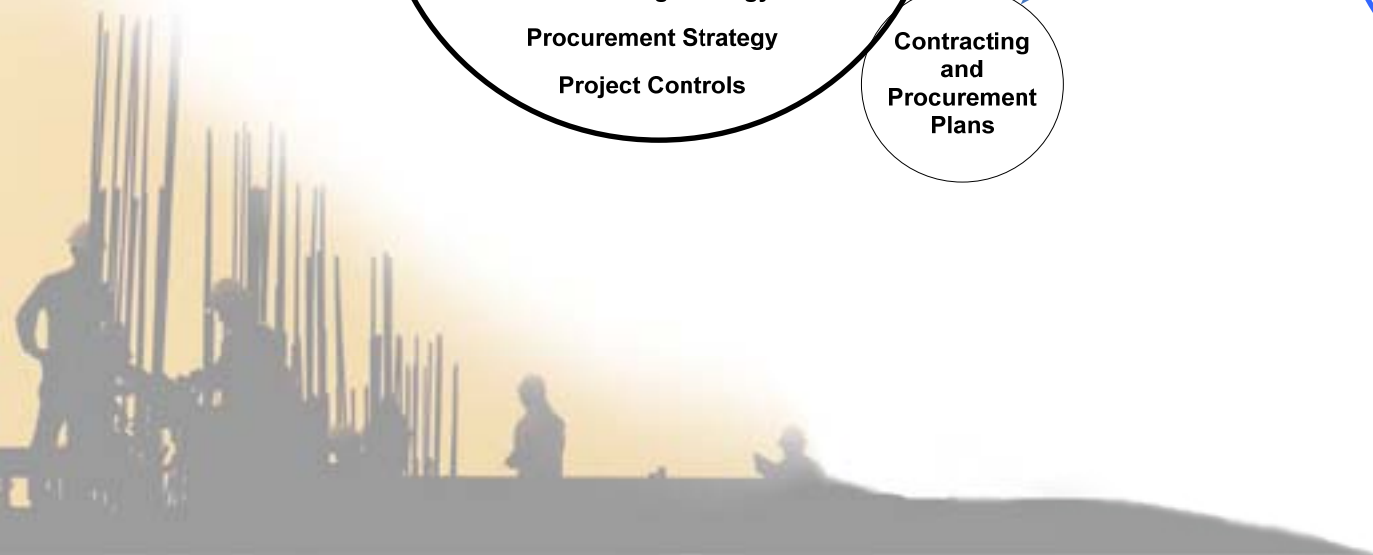 Procurement Strategy
Project Controls
Contracting
and
Procurement
Plans